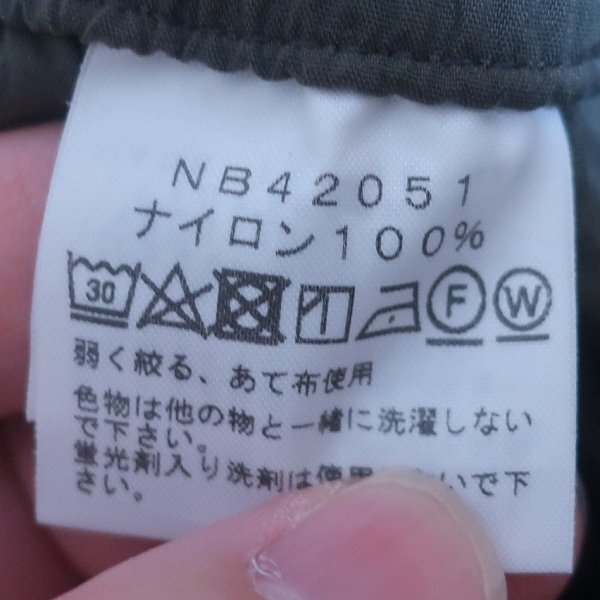 NB42051
ナイロン100%
30 F W
弱く絞る、あて布使用
色物は他の物と一緒に洗濯しない
で下さい。
蛍光剤入り洗剤は使用 いで下
さい。